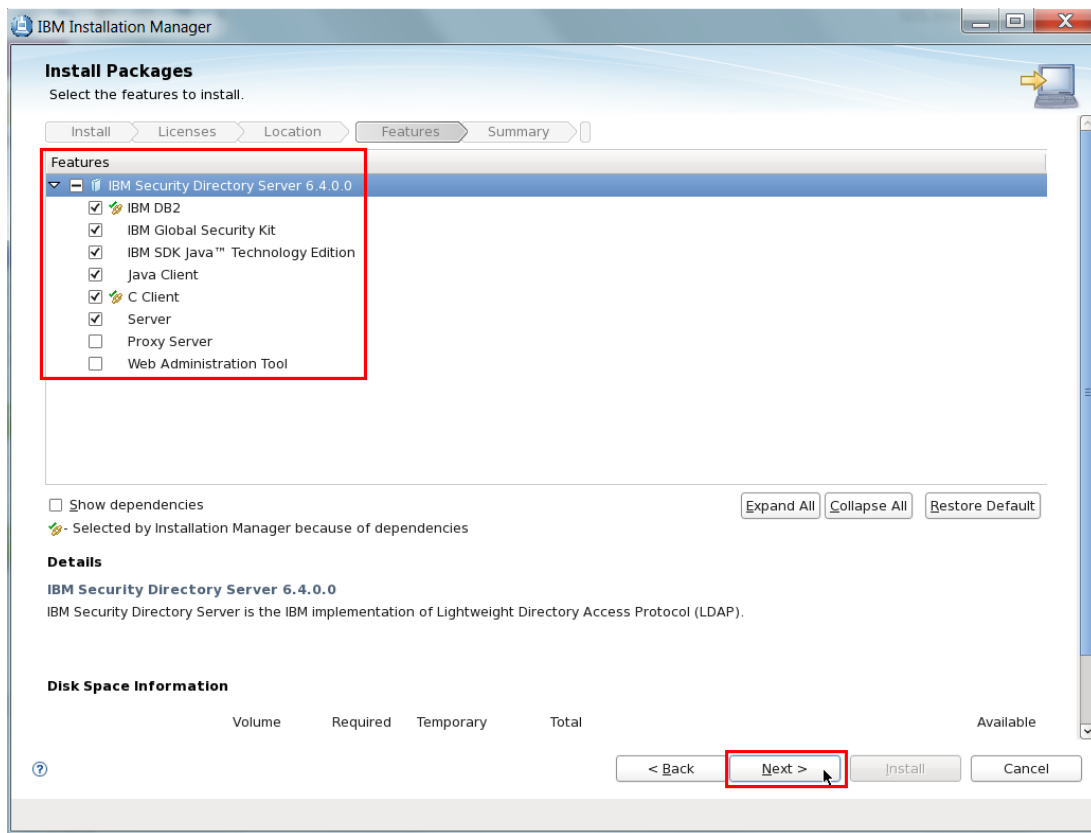 IBM Installation Manager
X
Install Packages
Select the features to install.
Install Licenses Location Features Summary
Features
IBM Security Directory Server 6.4.0.0
IBM DB2
IBM Global Security Kit
IBM SDK Java™ Technology Edition
Java Client
C Client
Server
Proxy Server
Web Administration Tool
Show dependencies Expand All Collapse All Restore Default
- Selected by Installation Manager because of dependencies
Details
IBM Security Directory Server 6.4.0.0
IBM Security Directory Server is the IBM implementation of Lightweight Directory Access Protocol (LDAP).
Disk Space Information
Volume Required Temporary Total Available
? < Back Next > Install Cancel